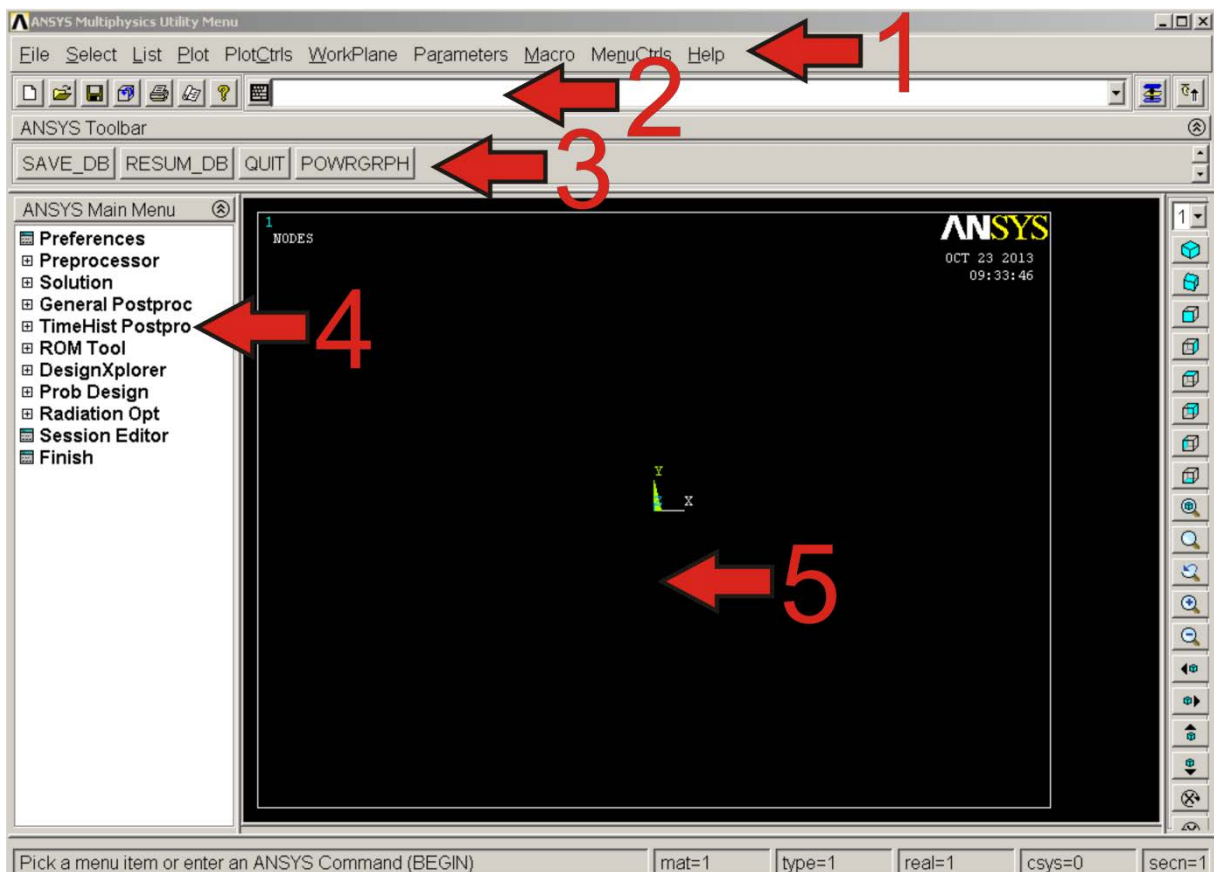 ANSYS Multiphysics Utility Menu
File Select List Plot PlotCtrls WorkPlane Parameters Macro MenuCtrls Help
1
2
ANSYS Toolbar
SAVE_DB RESUM_DB QUIT POWRGRPH
3
ANSYS Main Menu
Preferences
Preprocessor
Solution
General Postproc
TimeHist Postpro
ROM Tool
DesignXplorer
Prob Design
Radiation Opt
Session Editor
Finish
4
1
NODES
ANSYS
OCT 23 2013
09:33:46
Y
X
5
1
Pick a menu item or enter an ANSYS Command (BEGIN) mat=1 type=1 real=1 csys=0 secn=1